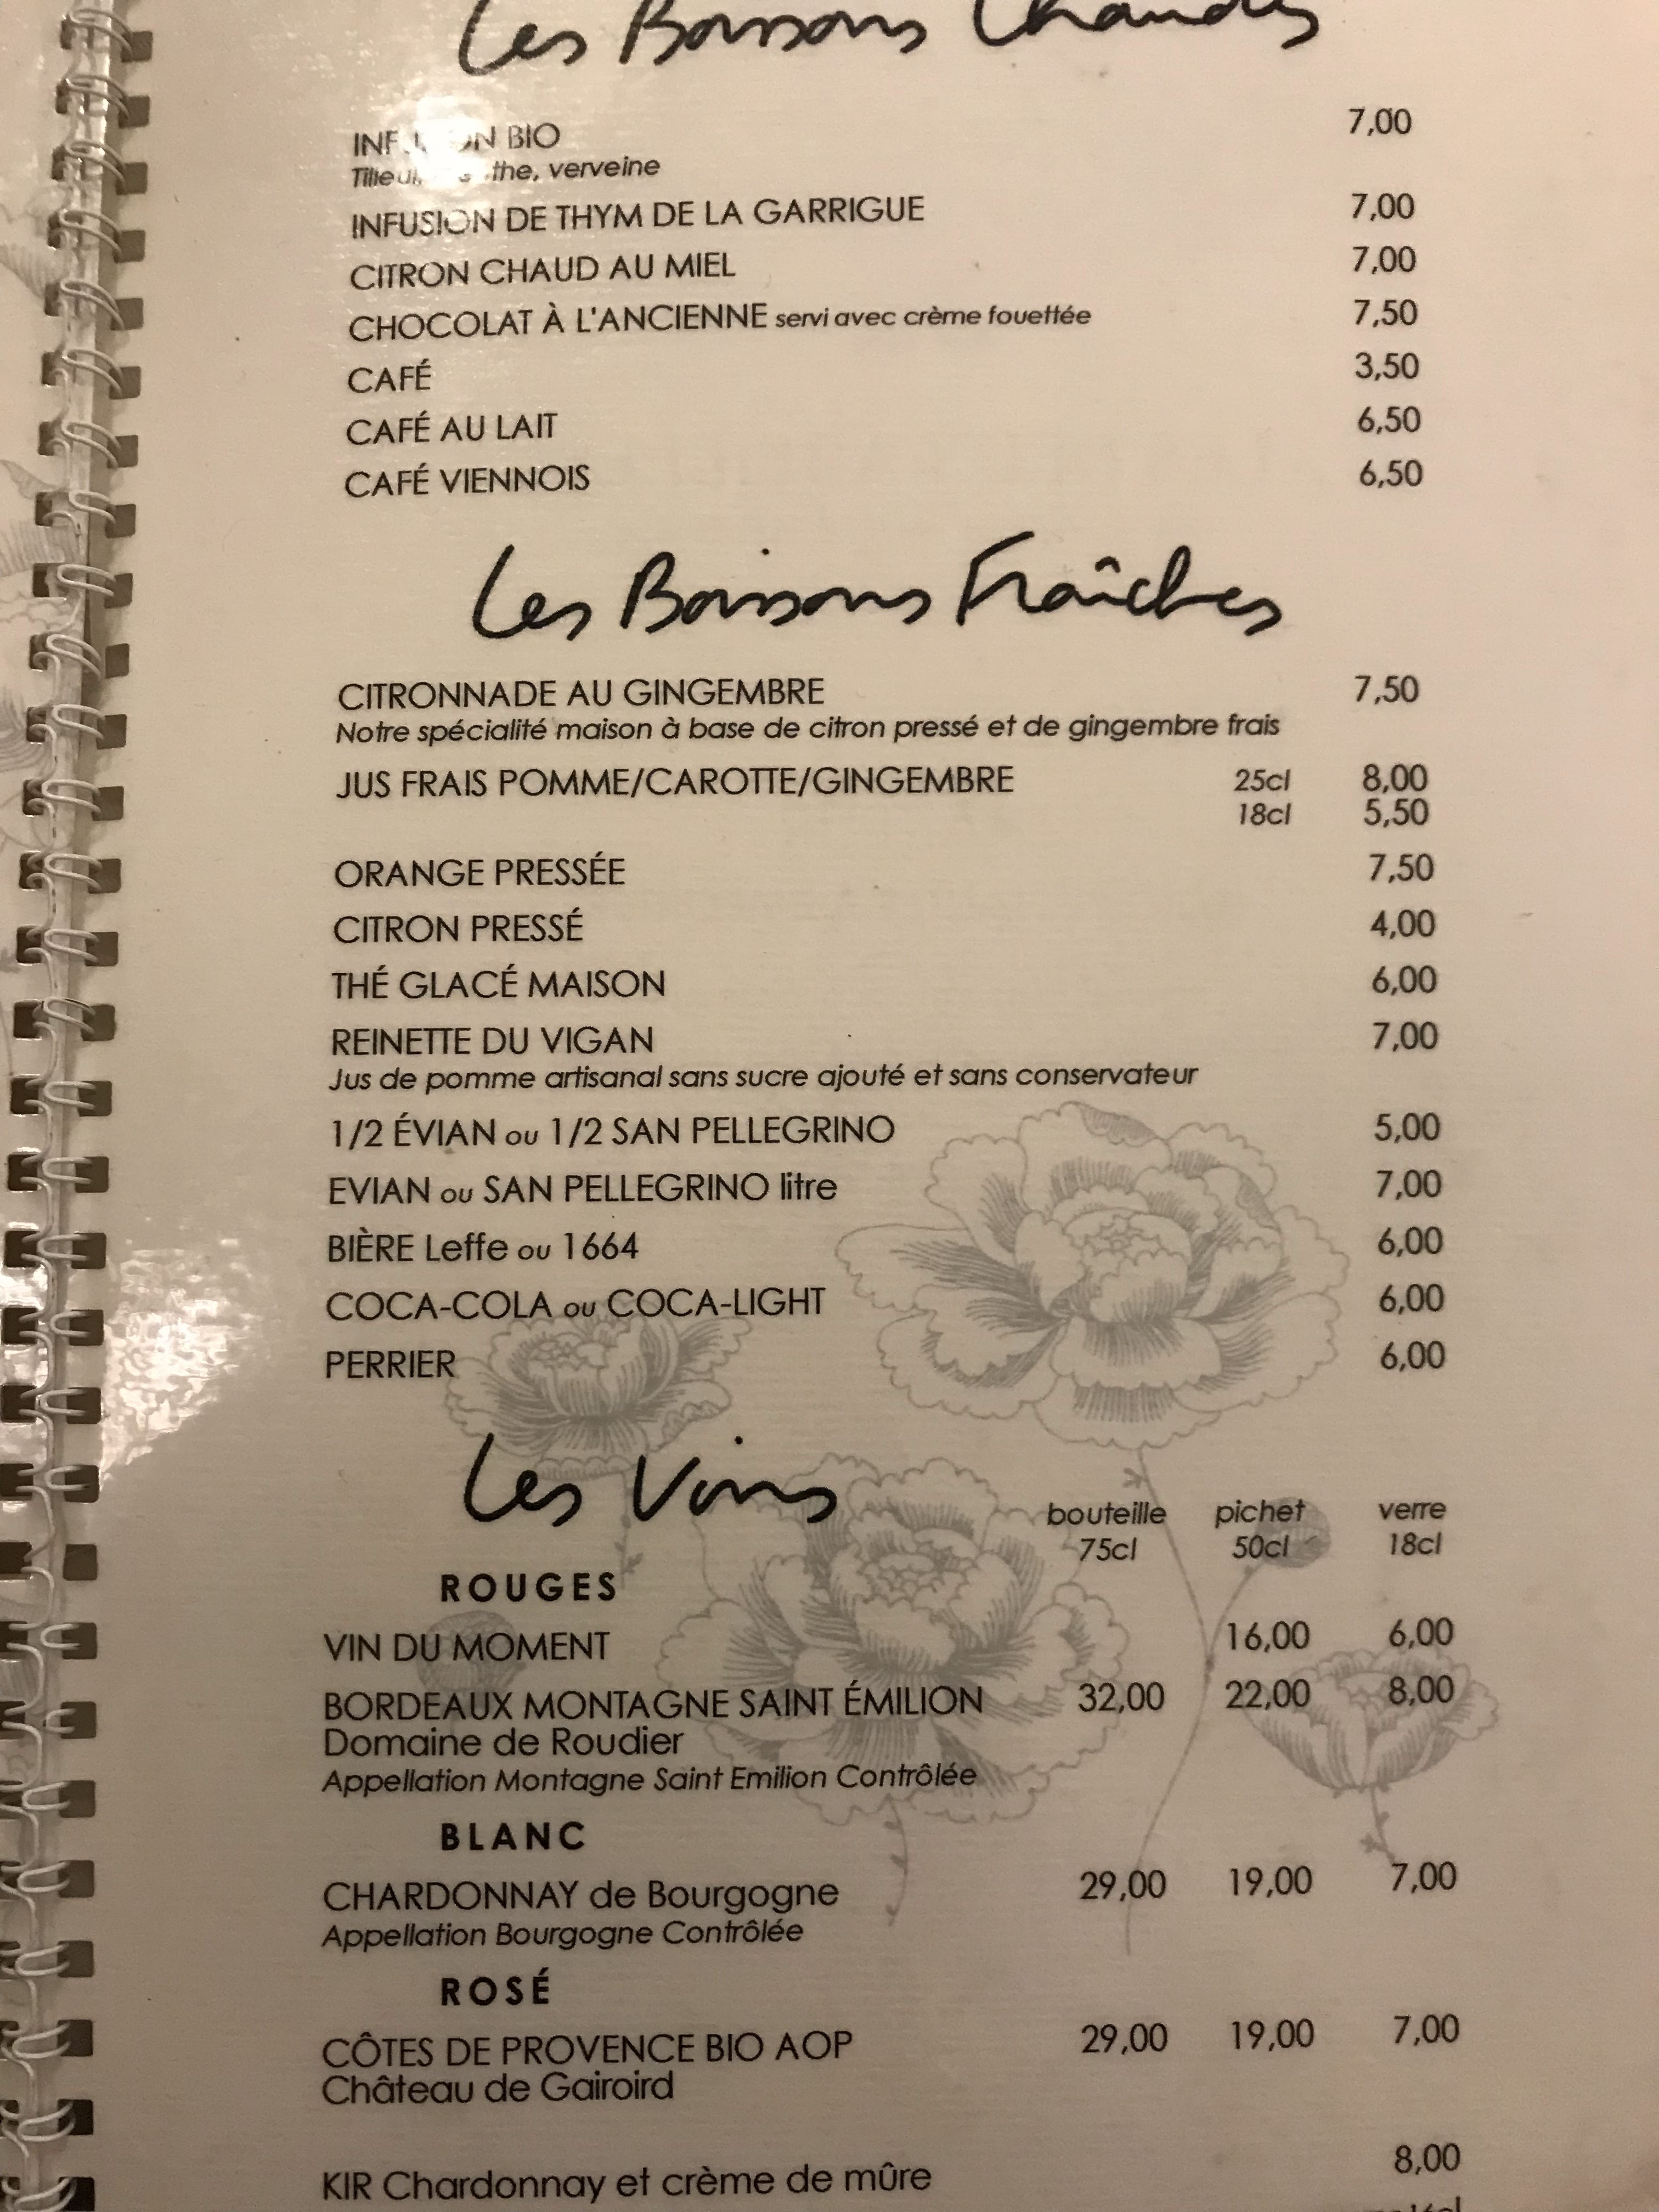 Les Boissons Chaudes
BIO 7,00
verveine
INFUSION DE THYM DE LA GARRIGUE 7,00
CITRON CHAUD AU MIEL 7,00
CHOCOLAT À L'ANCIENNE servi avec crème fouettée 7,50
CAFÉ 3,50
CAFÉ AU LAIT 6,50
CAFÉ VIENNOIS 6,50
Les Boissons Fraîches
CITRONNADE AU GINGEMBRE 7,50
Notre spécialité maison à base de citron pressé et de gingembre frais
JUS FRAIS POMME/CAROTTE/GINGEMBRE 25cl 8,00
18cl 5,50
ORANGE PRESSÉE 7,50
CITRON PRESSÉ 4,00
THÉ GLACÉ MAISON 6,00
REINETTE DU VIGAN 7,00
Jus de pomme artisanal sans sucre ajouté et sans conservateur
1/2 ÉVIAN ou 1/2 SAN PELLEGRINO 5,00
EVIAN ou SAN PELLEGRINO litre 7,00
BIÈRE Leffe ou 1664 6,00
COCA-COLA ou COCA-LIGHT 6,00
PERRIER 6,00
Les Vins
bouteille pichet verre
75cl 50cl 18cl
ROUGES
VIN DU MOMENT 16,00 6,00
BORDEAUX MONTAGNE SAINT ÉMILION 32,00 22,00 8,00
Domaine de Roudier
Appellation Montagne Saint Emilion Contrôlée
BLANC
CHARDONNAY de Bourgogne 29,00 19,00 7,00
Appellation Bourgogne Contrôlée
ROSÉ
CÔTES DE PROVENCE BIO AOP 29,00 19,00 7,00
Château de Gairoird
KIR Chardonnay et crème de mûre 8,00